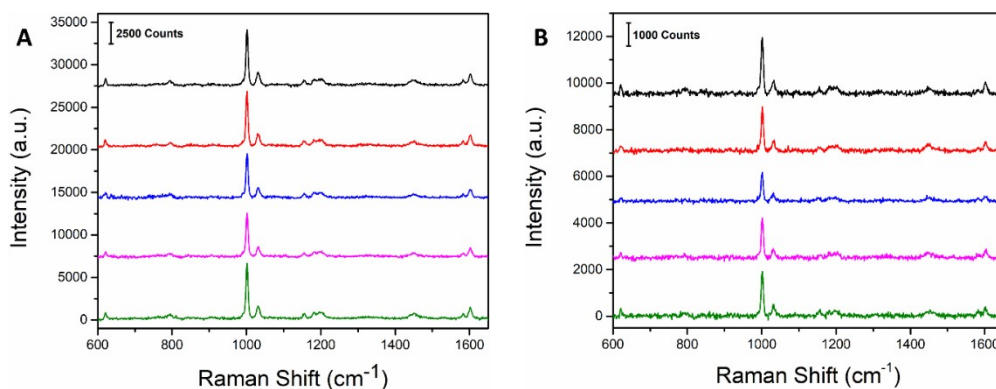 A
2500 Counts
35000
30000
25000
20000
15000
10000
5000
0
Intensity (a.u.)
600 800 1000 1200 1400 1600
Raman Shift (cm-1)
B
1000 Counts
12000
10000
8000
6000
4000
2000
0
Intensity (a.u.)
600 800 1000 1200 1400 1600
Raman Shift (cm-1)